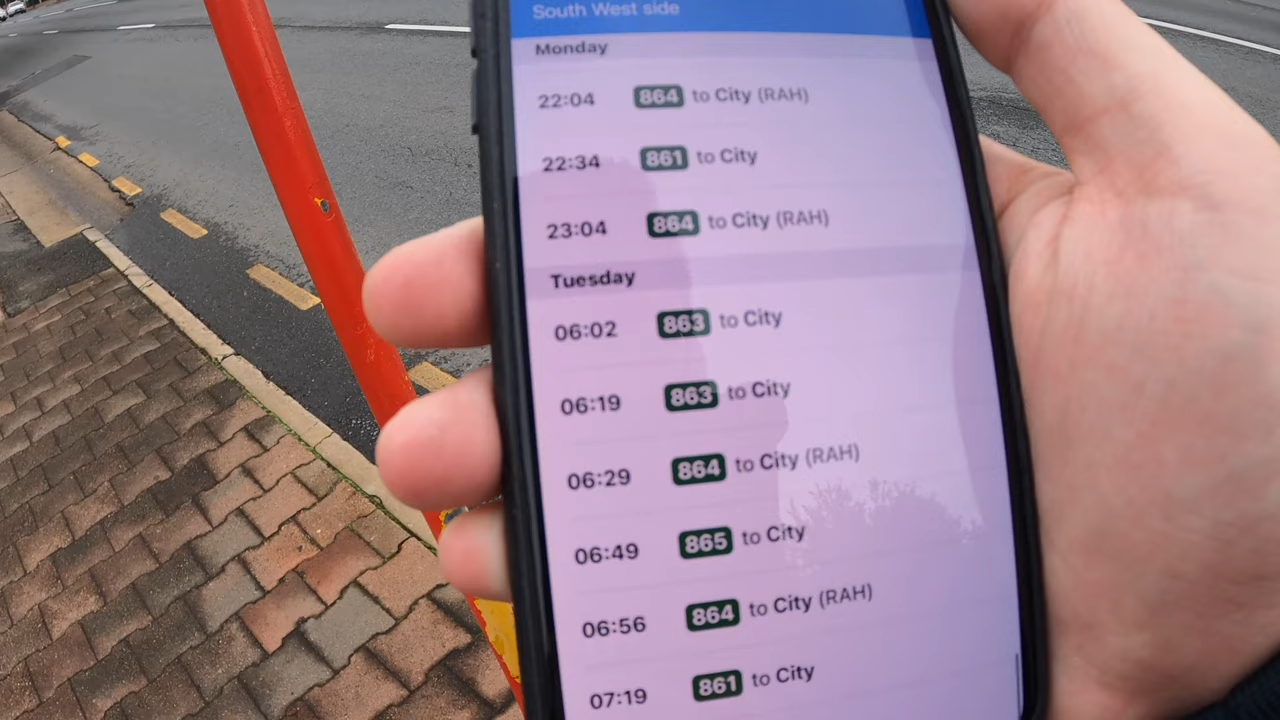 South West side
Monday
22:04 864 to City (RAH)
22:34 861 to City
23:04 864 to City (RAH)
Tuesday
06:02 863 to City
06:19 863 to City
06:29 864 to City (RAH)
06:49 865 to City
06:56 864 to City (RAH)
07:19 861 to City